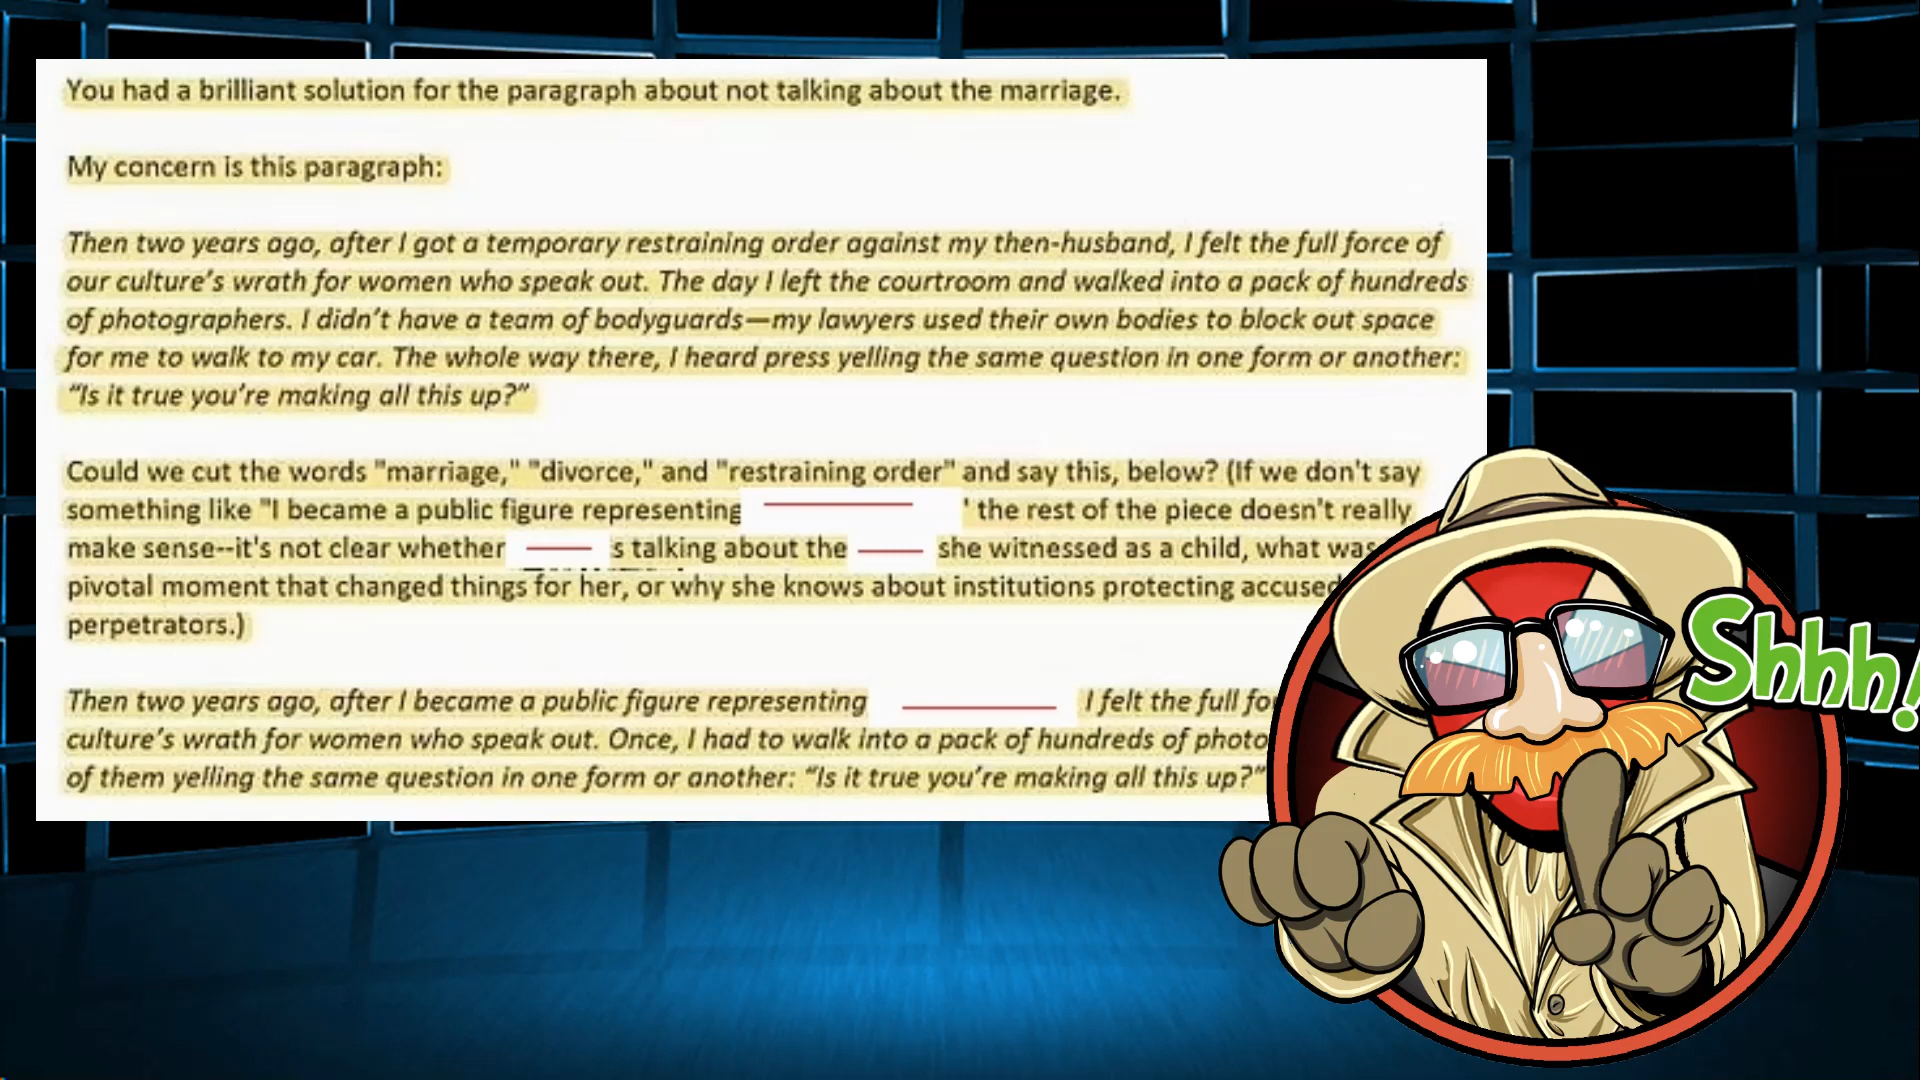 You had a brilliant solution for the paragraph about not talking about the marriage.
My concern is this paragraph:
Then two years ago, after I got a temporary restraining order against my then-husband, I felt the full force of
our culture's wrath for women who speak out. The day I left the courtroom and walked into a pack of hundreds
of photographers. I didn't have a team of bodyguards—my lawyers used their own bodies to block out space
for me to walk to my car. The whole way there, I heard press yelling the same question in one form or another:
"Is it true you're making all this up?"
Could we cut the words "marriage," "divorce," and "restraining order" and say this, below? (If we don't say
something like "I became a public figure representing ' the rest of the piece doesn't really
make sense--it's not clear whether s talking about the she witnessed as a child, what was
pivotal moment that changed things for her, or why she knows about institutions protecting accused
perpetrators.)
Then two years ago, after I became a public figure representing I felt the full fo
culture's wrath for women who speak out. Once, I had to walk into a pack of hundreds of photo
of them yelling the same question in one form or another: "Is it true you're making all this up?"
Shhh!